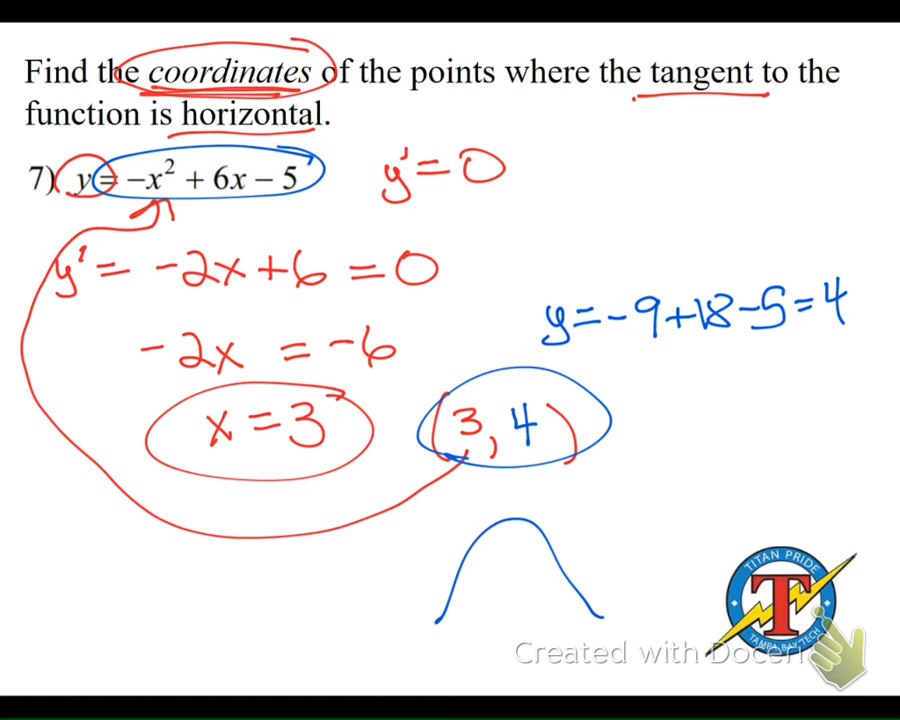 Find the coordinates of the points where the tangent to the
function is horizontal.
7) y = −x² + 6x − 5
y' = 0
y' = -2x + 6 = 0
y = -9 + 18 - 5 = 4
-2x = -6
x = 3
(3, 4)
TITAN PRIDE
T
TAMPA BAY TECH
Created with Doceri